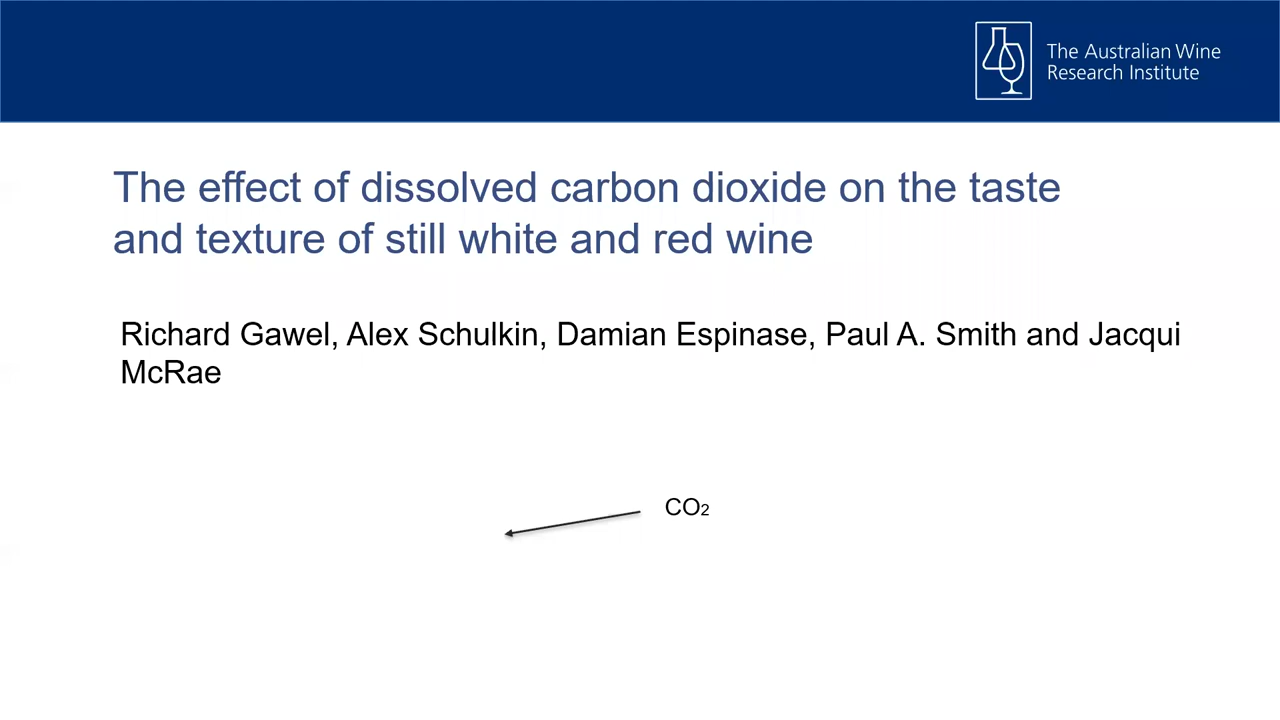 The Australian Wine
Research Institute
The effect of dissolved carbon dioxide on the taste
and texture of still white and red wine
Richard Gawel, Alex Schulkin, Damian Espinase, Paul A. Smith and Jacqui
McRae
CO2